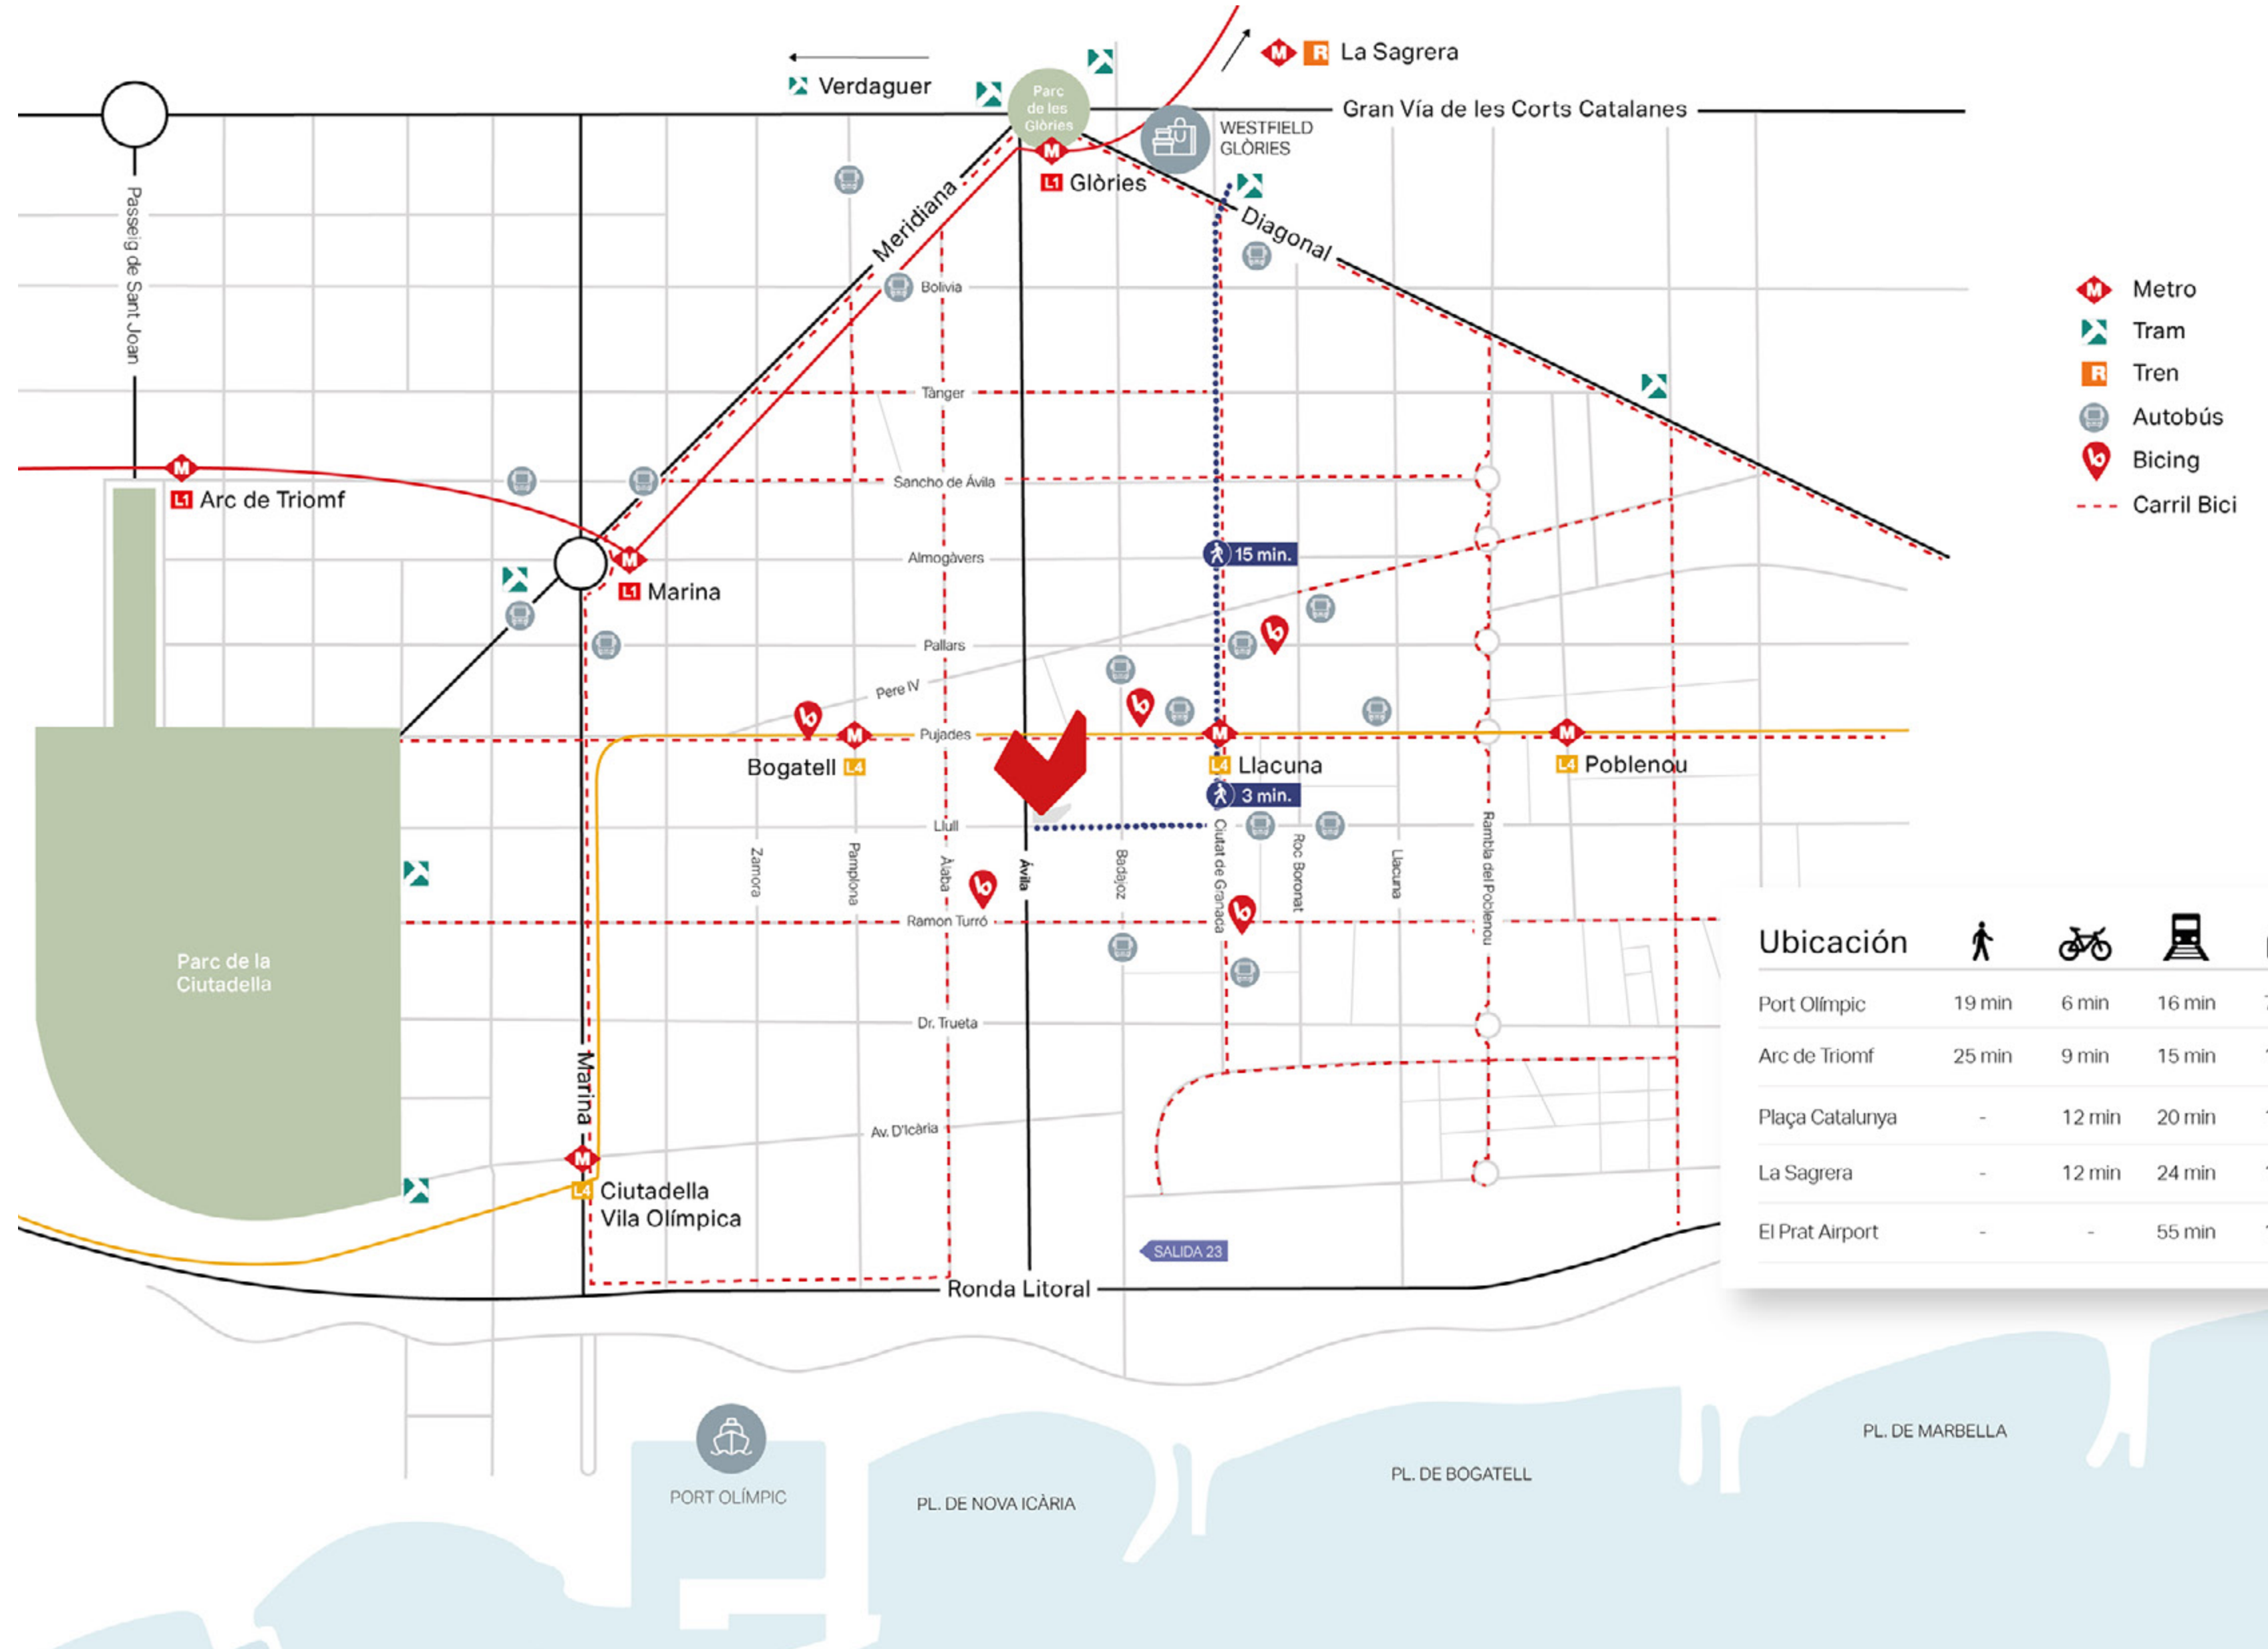 La Sagrera
Verdaguer
Parc
de les
Glòries
Gran Vía de les Corts Catalanes
WESTFIELD
GLÒRIES
L1 Glòries
Passeig de Sant Joan
Meridiana
Diagonal
Bolivia
Metro
Tram
Tren
Autobús
Bicing
Carril Bici
Tànger
L1 Arc de Triomf
Sancho de Ávila
Almogàvers
15 min.
L1 Marina
Pallars
Pere IV
Pujades
Bogatell L4
L4 Llacuna
L4 Poblenou
3 min.
Llull
Zamora
Pamplona
Àlaba
Ávila
Badajoz
Ciutat de Granada
Roc Boronat
Llacuna
Rambla del Poblenou
Ramon Turró
Parc de la
Ciutadella
Dr. Trueta
Marina
Av. D'Icària
L4 Ciutadella
Vila Olímpica
SALIDA 23
Ronda Litoral
Ubicación
Port Olímpic 19 min 6 min 16 min
Arc de Triomf 25 min 9 min 15 min
Plaça Catalunya - 12 min 20 min
La Sagrera - 12 min 24 min
El Prat Airport - - 55 min
PORT OLÍMPIC
PL. DE NOVA ICÀRIA
PL. DE BOGATELL
PL. DE MARBELLA